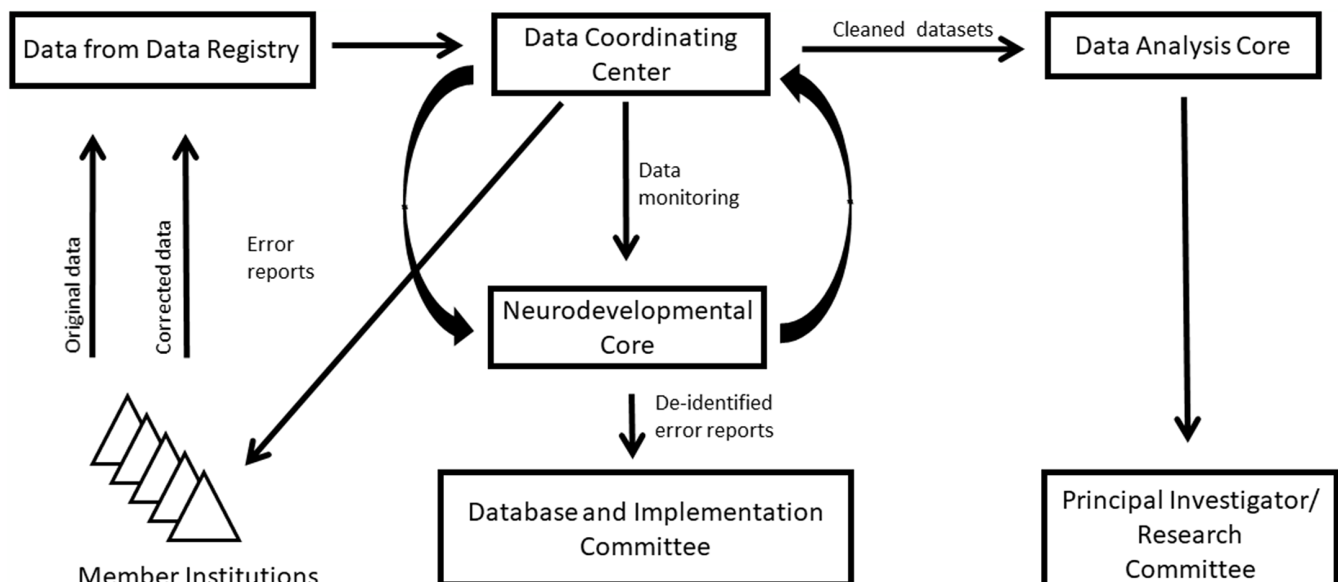 Data from Data Registry
Data Coordinating
Center
Cleaned datasets
Data Analysis Core
Original data
Corrected data
Error
reports
Data
monitoring
Neurodevelopmental
Core
De-identified
error reports
Member Institutions
Database and Implementation
Committee
Principal Investigator/
Research
Committee